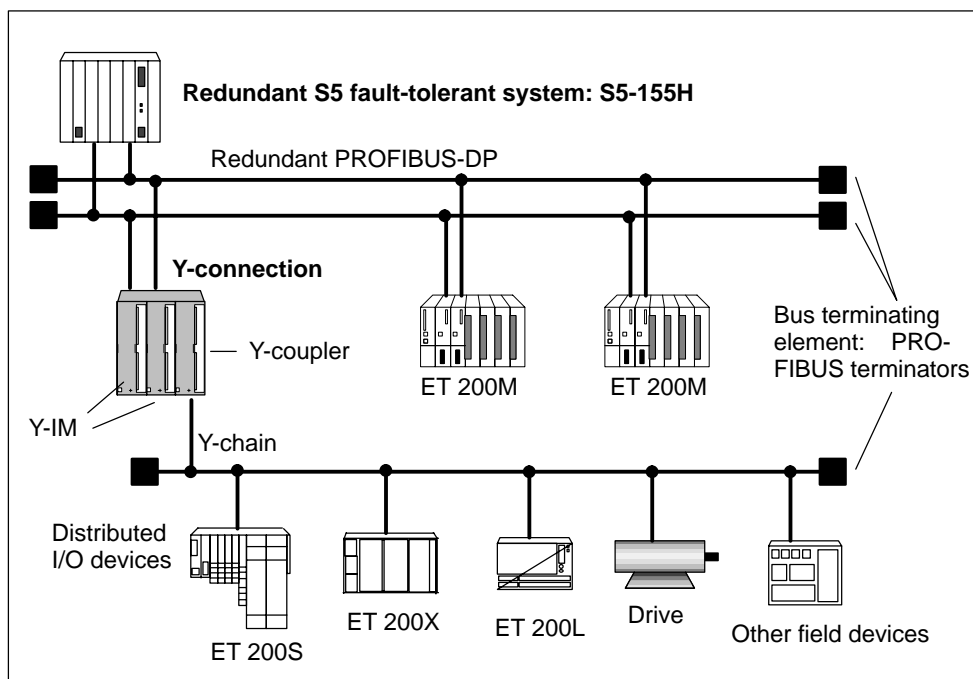 Redundant S5 fault-tolerant system: S5-155H
Redundant PROFIBUS-DP
Y-connection
Y-coupler
ET 200M
ET 200M
Bus terminating
element: PRO-
FIBUS terminators
Y-IM
Y-chain
Distributed
I/O devices
ET 200S
ET 200X
ET 200L
Drive
Other field devices